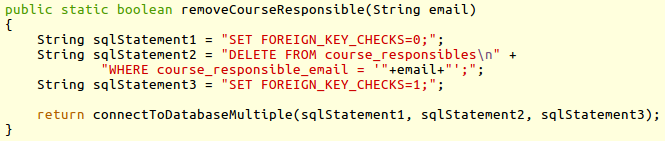 public static boolean removeCourseResponsible(String email)
{
    String sqlStatement1 = "SET FOREIGN_KEY_CHECKS=0;";
    String sqlStatement2 = "DELETE FROM course_responsibles\n" +
            "WHERE course_responsible_email = '"+email+"';";
    String sqlStatement3 = "SET FOREIGN_KEY_CHECKS=1;";

    return connectToDatabaseMultiple(sqlStatement1, sqlStatement2, sqlStatement3);
}